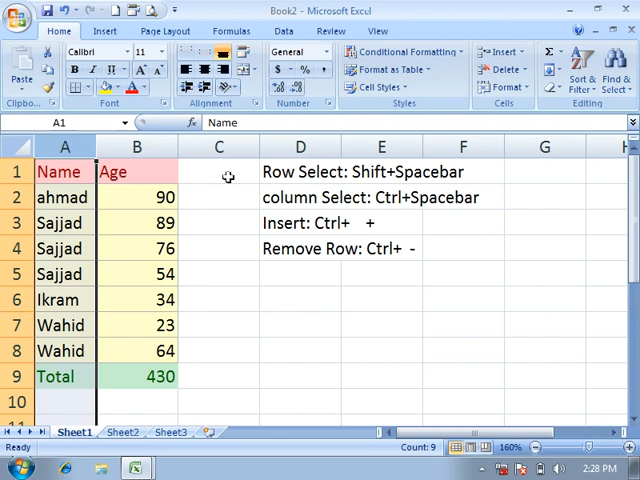 Book2 - Microsoft Excel
Home Insert Page Layout Formulas Data Review View
Paste
Calibri 11
B I U
A A
General
$ % ,
Conditional Formatting
Format as Table
Cell Styles
Insert
Delete
Format
Σ
Sort & Filter
Find & Select
Clipbo... Font Alignment Number Styles Cells Editing
A1 Name
A B C D E F G H
1 Name Age Row Select: Shift+Spacebar
2 ahmad 90 column Select: Ctrl+Spacebar
3 Sajjad 89 Insert: Ctrl+ +
4 Sajjad 76 Remove Row: Ctrl+ -
5 Sajjad 54
6 Ikram 34
7 Wahid 23
8 Wahid 64
9 Total 430
10
11
Sheet1 Sheet2 Sheet3
Ready Count: 9 160%
2:28 PM